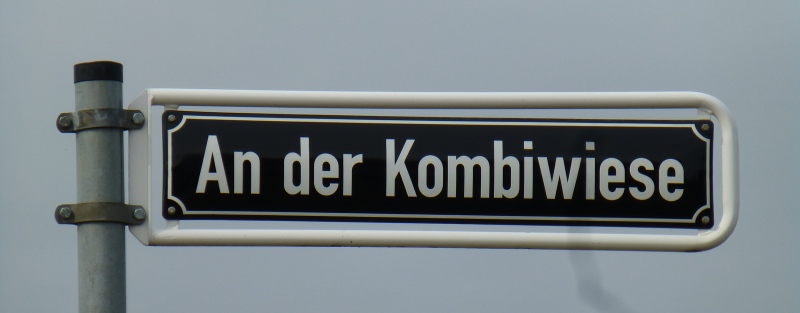 An der Kombiwiese